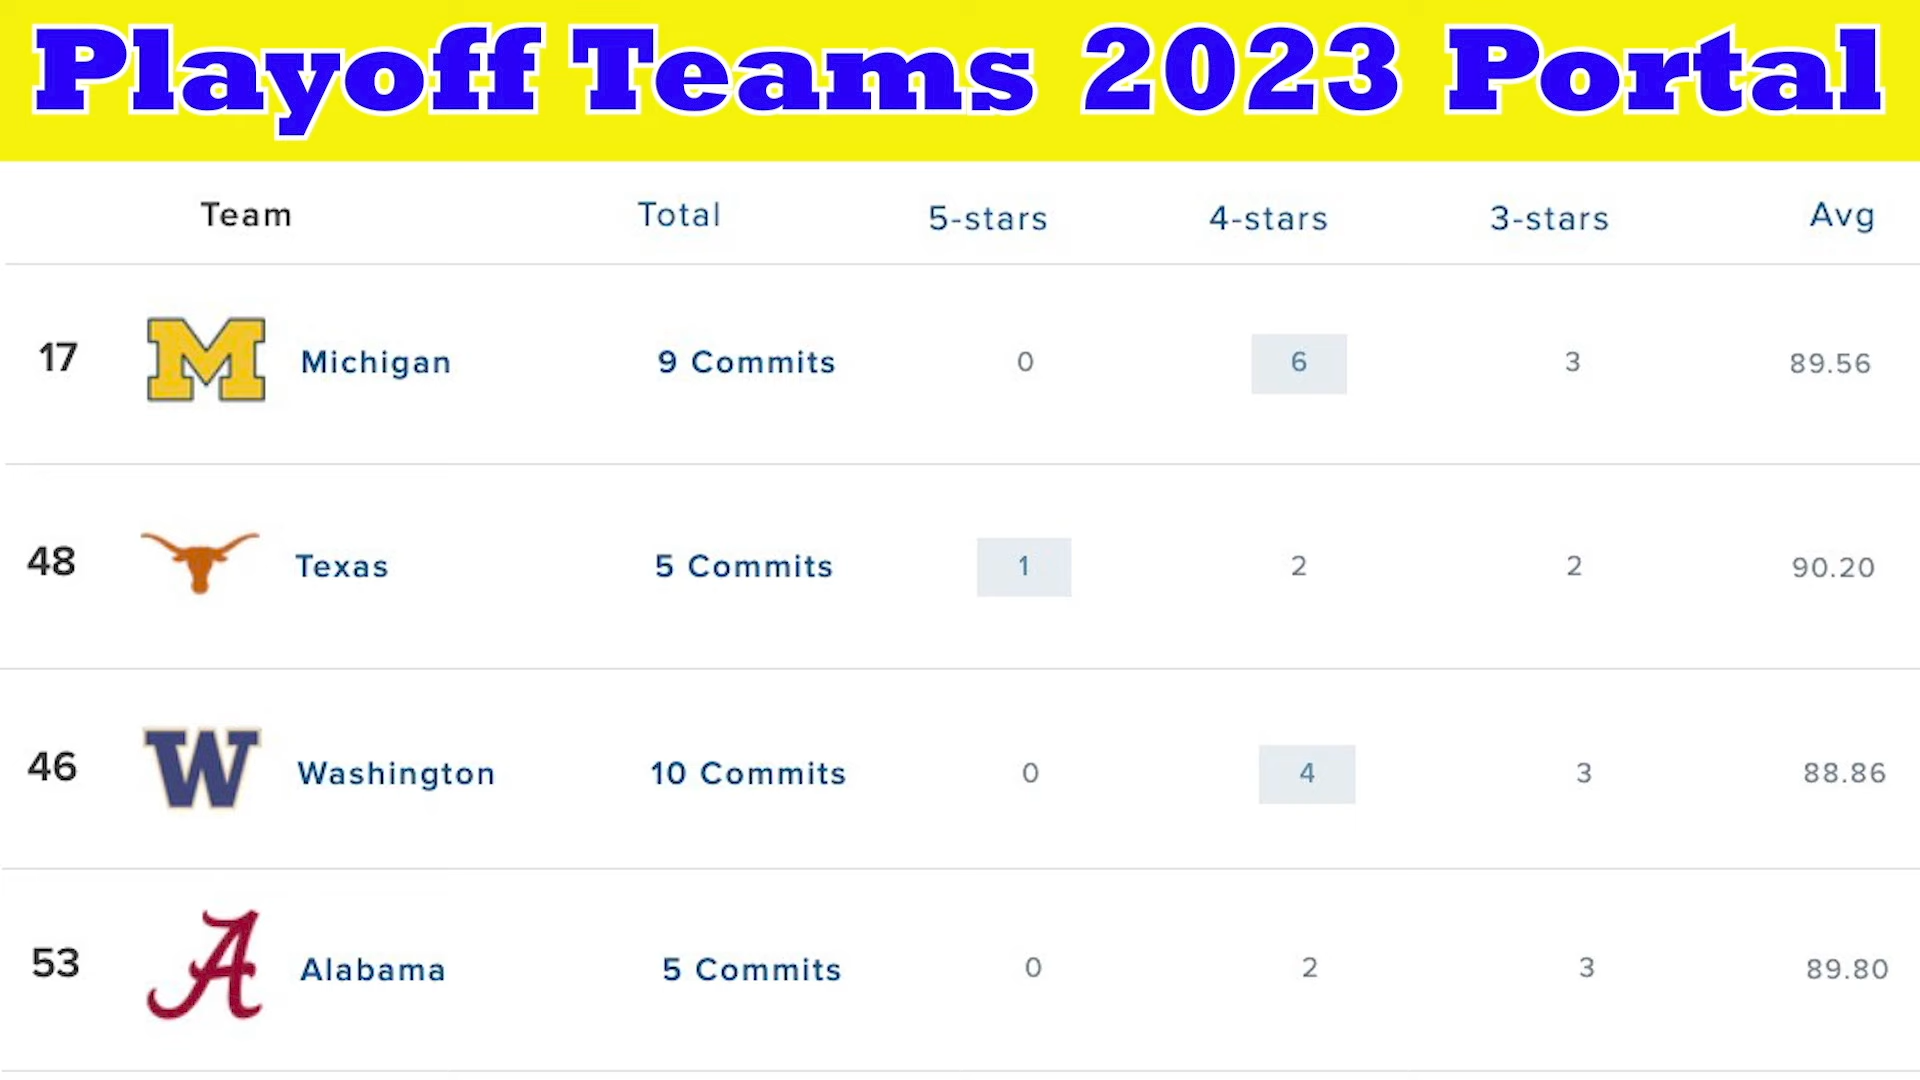 Playoff Teams 2023 Portal
Team Total 5-stars 4-stars 3-stars Avg
17 M Michigan 9 Commits 0 6 3 89.56
48 Texas 5 Commits 1 2 2 90.20
46 W Washington 10 Commits 0 4 3 88.86
53 A Alabama 5 Commits 0 2 3 89.80